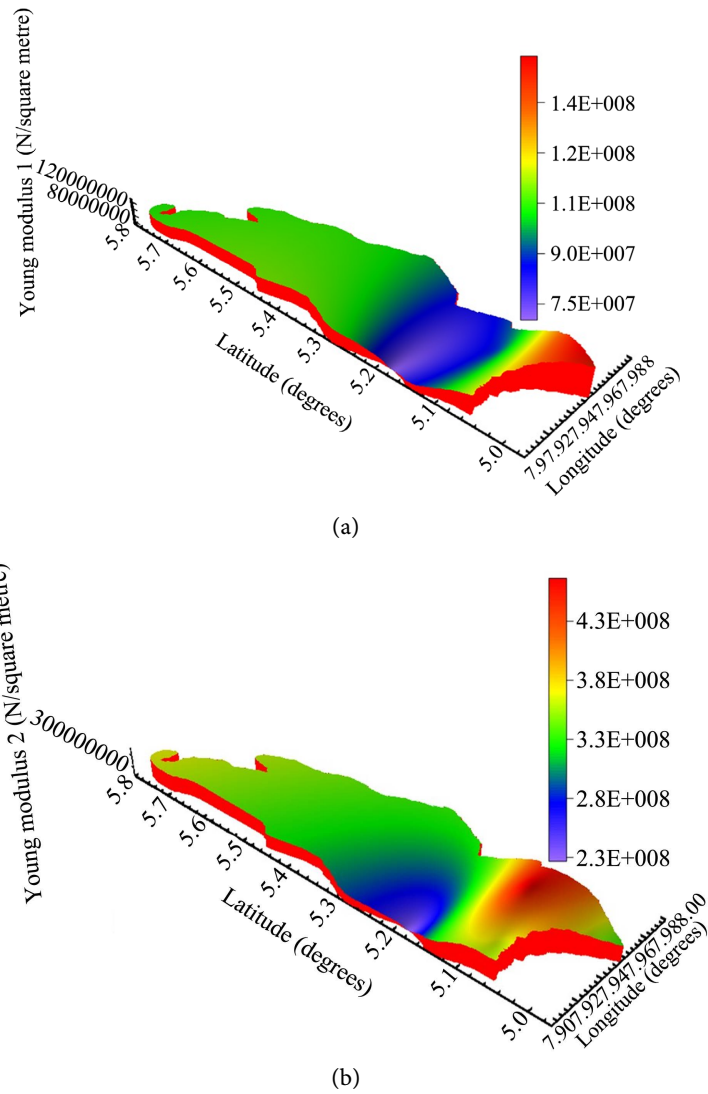 Young modulus 1 (N/square metre)
120000000
80000000
5.8
5.7
5.6
5.5
5.4
5.3
5.2
5.1
5.0
Latitude (degrees)
7.97.927.947.967.988
Longitude (degrees)
1.4E+008
1.2E+008
1.1E+008
9.0E+007
7.5E+007
(a)
Young modulus 2 (N/square metre)
300000000
5.8
5.7
5.6
5.5
5.4
5.3
5.2
5.1
5.0
Latitude (degrees)
7.907.927.947.967.988.00
Longitude (degrees)
4.3E+008
3.8E+008
3.3E+008
2.8E+008
2.3E+008
(b)